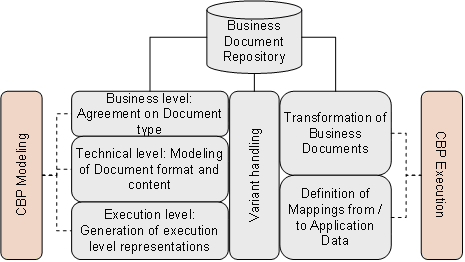 Business
Document
Repository
CBP Modeling
Business level:
Agreement on Document
type
Technical level: Modeling
of Document format and
content
Execution level:
Generation of execution
level representations
Variant handling
Transformation of
Business
Documents
Definition of
Mappings from /
to Application
Data
CBP Execution